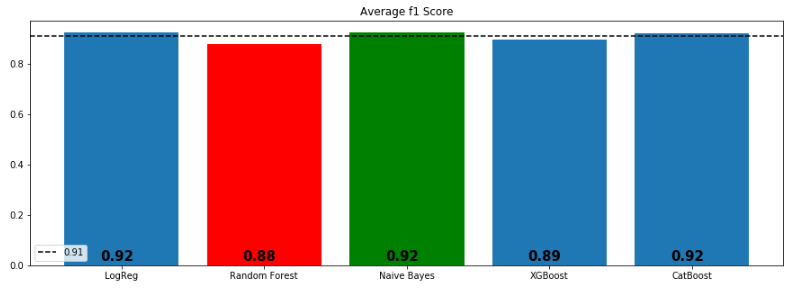 Average f1 Score
0.8
0.6
0.4
0.2
0.0
0.91
0.92 0.88 0.92 0.89 0.92
LogReg Random Forest Naive Bayes XGBoost CatBoost